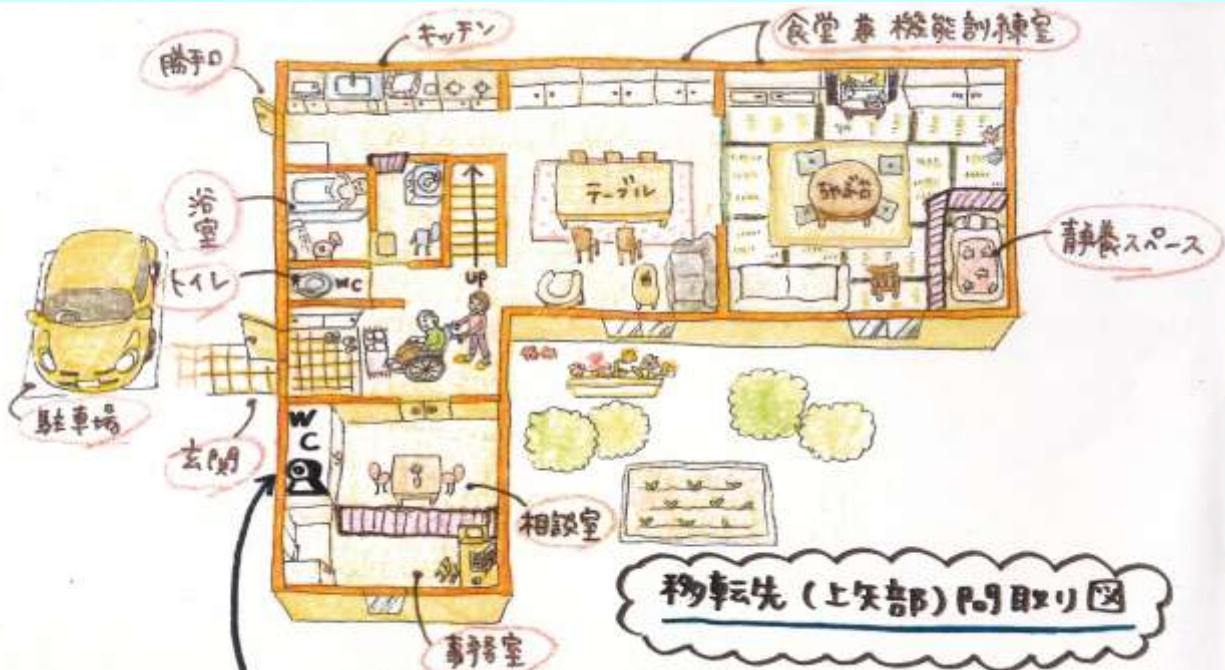 キッチン
食堂 兼 機能訓練室
勝手口
浴室
テーブル
ちゃぶ台
静養スペース
トイレ
WC
UP
駐車場
玄関
WC
相談室
事務室
移転先(上矢部)間取り図